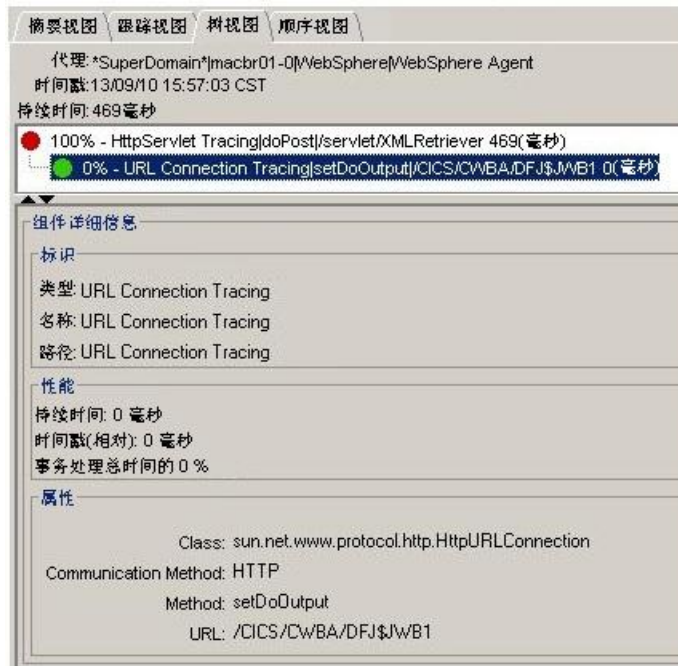 摘要视图 跟踪视图 树视图 顺序视图
代理: *SuperDomain*|macbr01-0|WebSphere|WebSphere Agent
时间戳:13/09/10 15:57:03 CST
持续时间: 469毫秒
100% - HttpServlet Tracing|doPost|/servlet/XMLRetriever 469(毫秒)
0% - URL Connection Tracing|setDoOutput|/CICS/CWBA/DFJ$JWB1 0(毫秒)
组件详细信息
标识
类型: URL Connection Tracing
名称: URL Connection Tracing
路径: URL Connection Tracing
性能
持续时间: 0 毫秒
时间戳(相对): 0 毫秒
事务处理总时间的 0 %
属性
Class: sun.net.www.protocol.http.HttpURLConnection
Communication Method: HTTP
Method: setDoOutput
URL: /CICS/CWBA/DFJ$JWB1